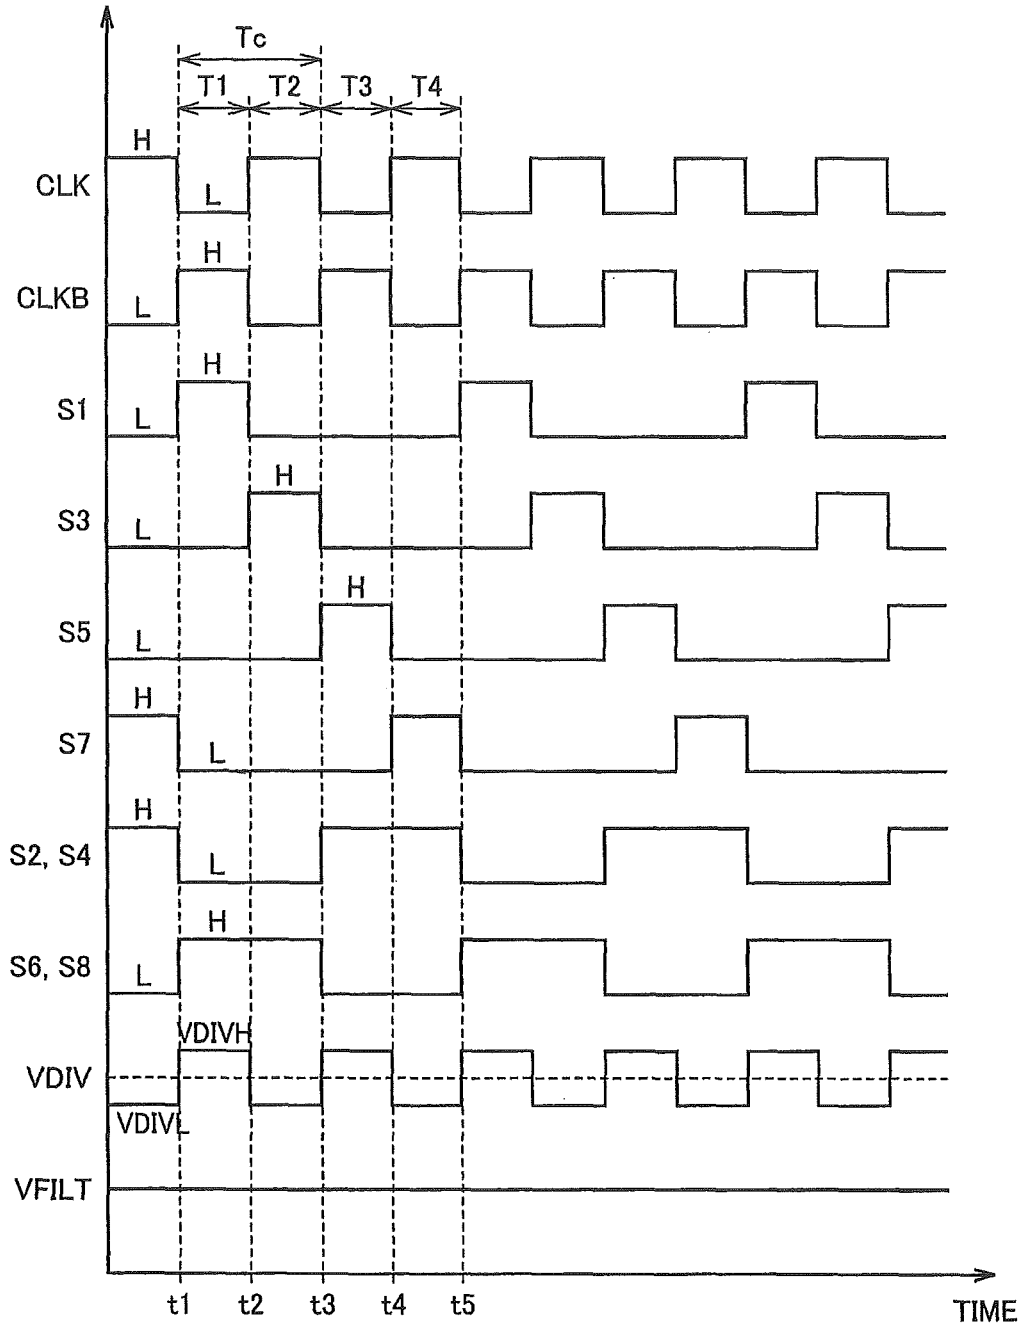 Tc
T1 T2 T3 T4
H
CLK L
H
CLKB L
H
S1 L
H
S3 L
H
S5 L
H
S7 L
H
S2, S4 L
H
S6, S8 L
VDIVH
VDIV
VDIVL
VFILT
t1 t2 t3 t4 t5
TIME